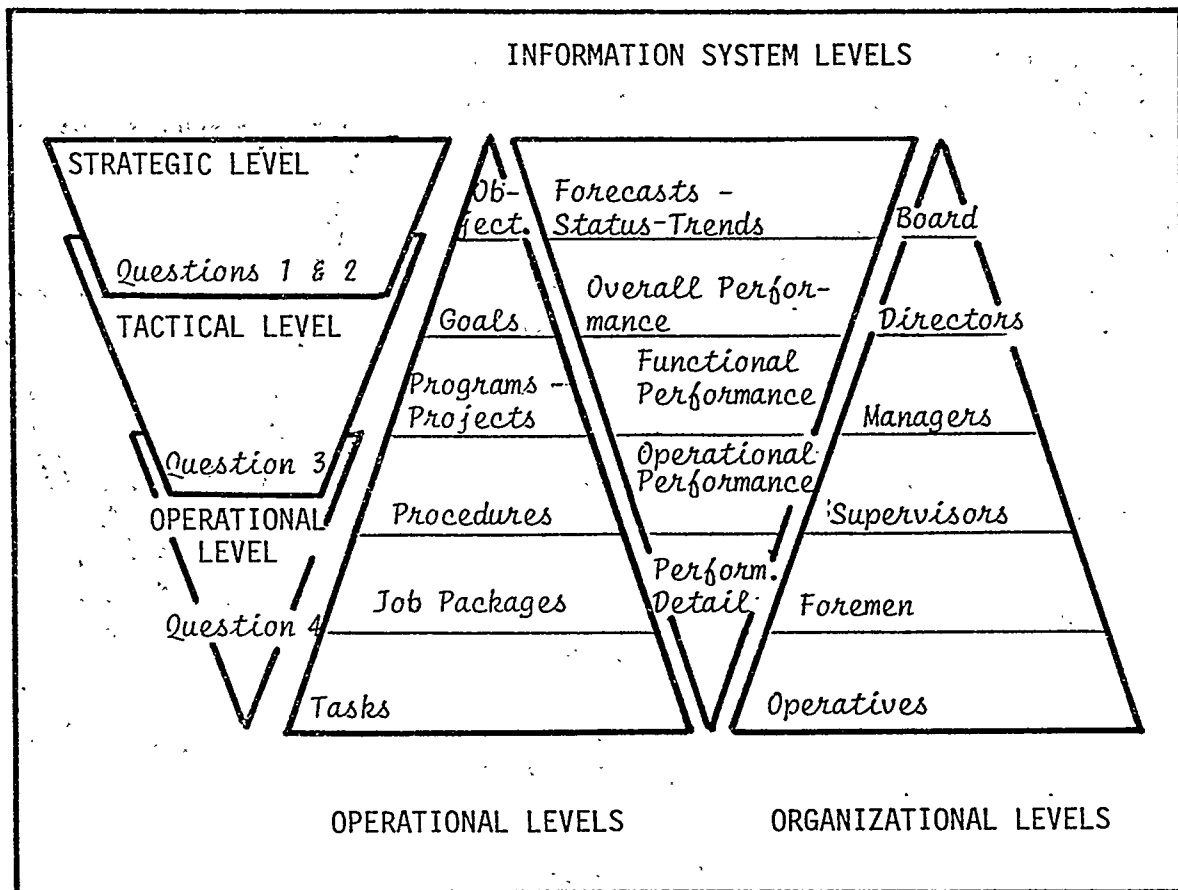 INFORMATION SYSTEM LEVELS
STRATEGIC LEVEL
Questions 1 & 2
TACTICAL LEVEL
Question 3
OPERATIONAL
LEVEL
Question 4
Ob-
ject.
Goals
Programs -
Projects
Procedures
Job Packages
Tasks
Forecasts -
Status-Trends
Overall Perfor-
mance
Functional
Performance
Operational
Performance
Perform.
Detail
Board
Directors
Managers
Supervisors
Foremen
Operatives
OPERATIONAL LEVELS
ORGANIZATIONAL LEVELS